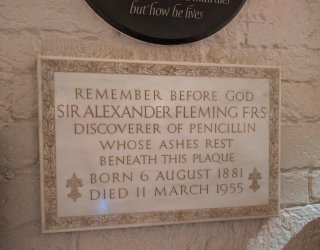 but how he lives
REMEMBER BEFORE GOD
SIR ALEXANDER FLEMING FRS
DISCOVERER OF PENICILLIN
WHOSE ASHES REST
BENEATH THIS PLAQUE
BORN 6 AUGUST 1881
DIED 11 MARCH 1955